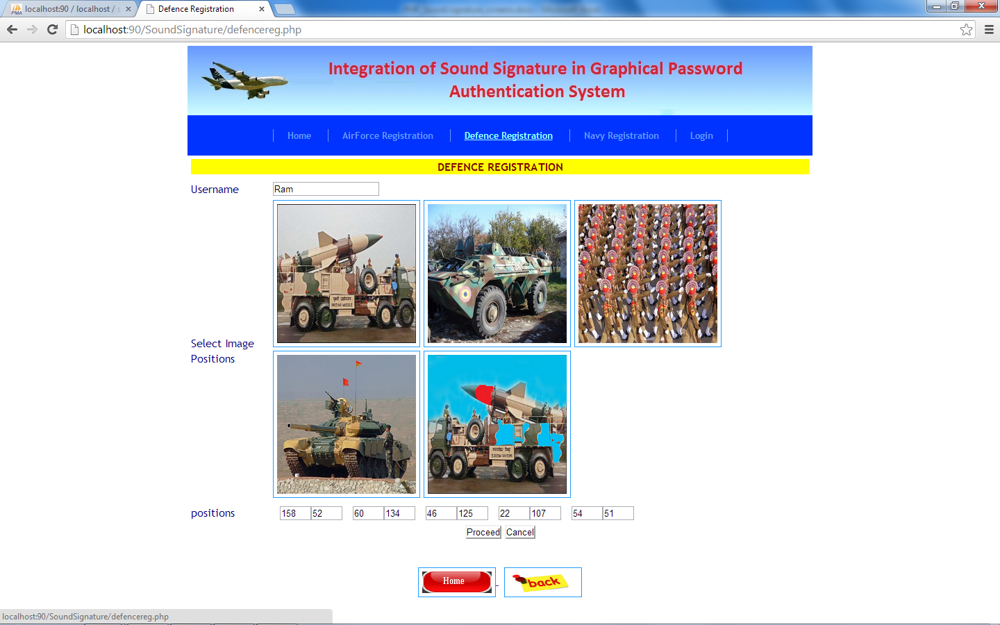 localhost:90 / localhost / s
Defence Registration
localhost:90/SoundSignature/defencereg.php
Integration of Sound Signature in Graphical Password
Authentication System
Home
AirForce Registration
Defence Registration
Navy Registration
Login
DEFENCE REGISTRATION
Username
Ram
PRITHVI MISSILE
Select Image
Positions
positions
158 52 60 134 46 125 22 107 54 51
Proceed Cancel
Home
back
localhost:90/SoundSignature/defencereg.php